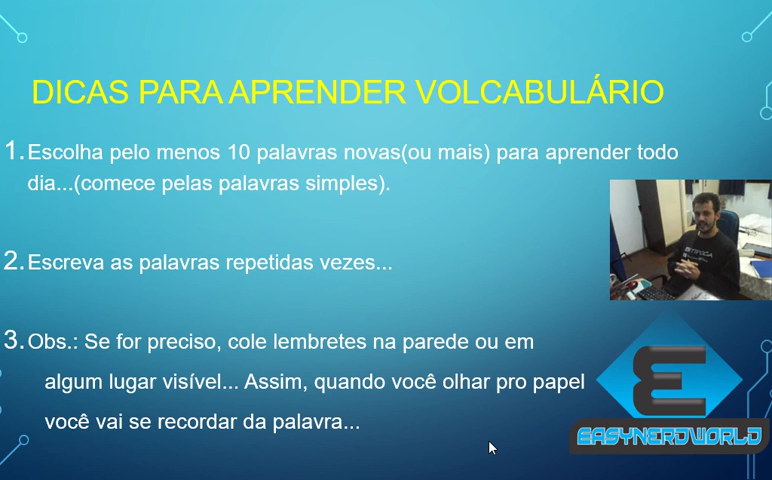 DICAS PARA APRENDER VOLCABULÁRIO
1. Escolha pelo menos 10 palavras novas(ou mais) para aprender todo
dia...(comece pelas palavras simples).
2. Escreva as palavras repetidas vezes...
3. Obs.: Se for preciso, cole lembretes na parede ou em
algum lugar visível... Assim, quando você olhar pro papel
você vai se recordar da palavra...
EASYNERDWORLD